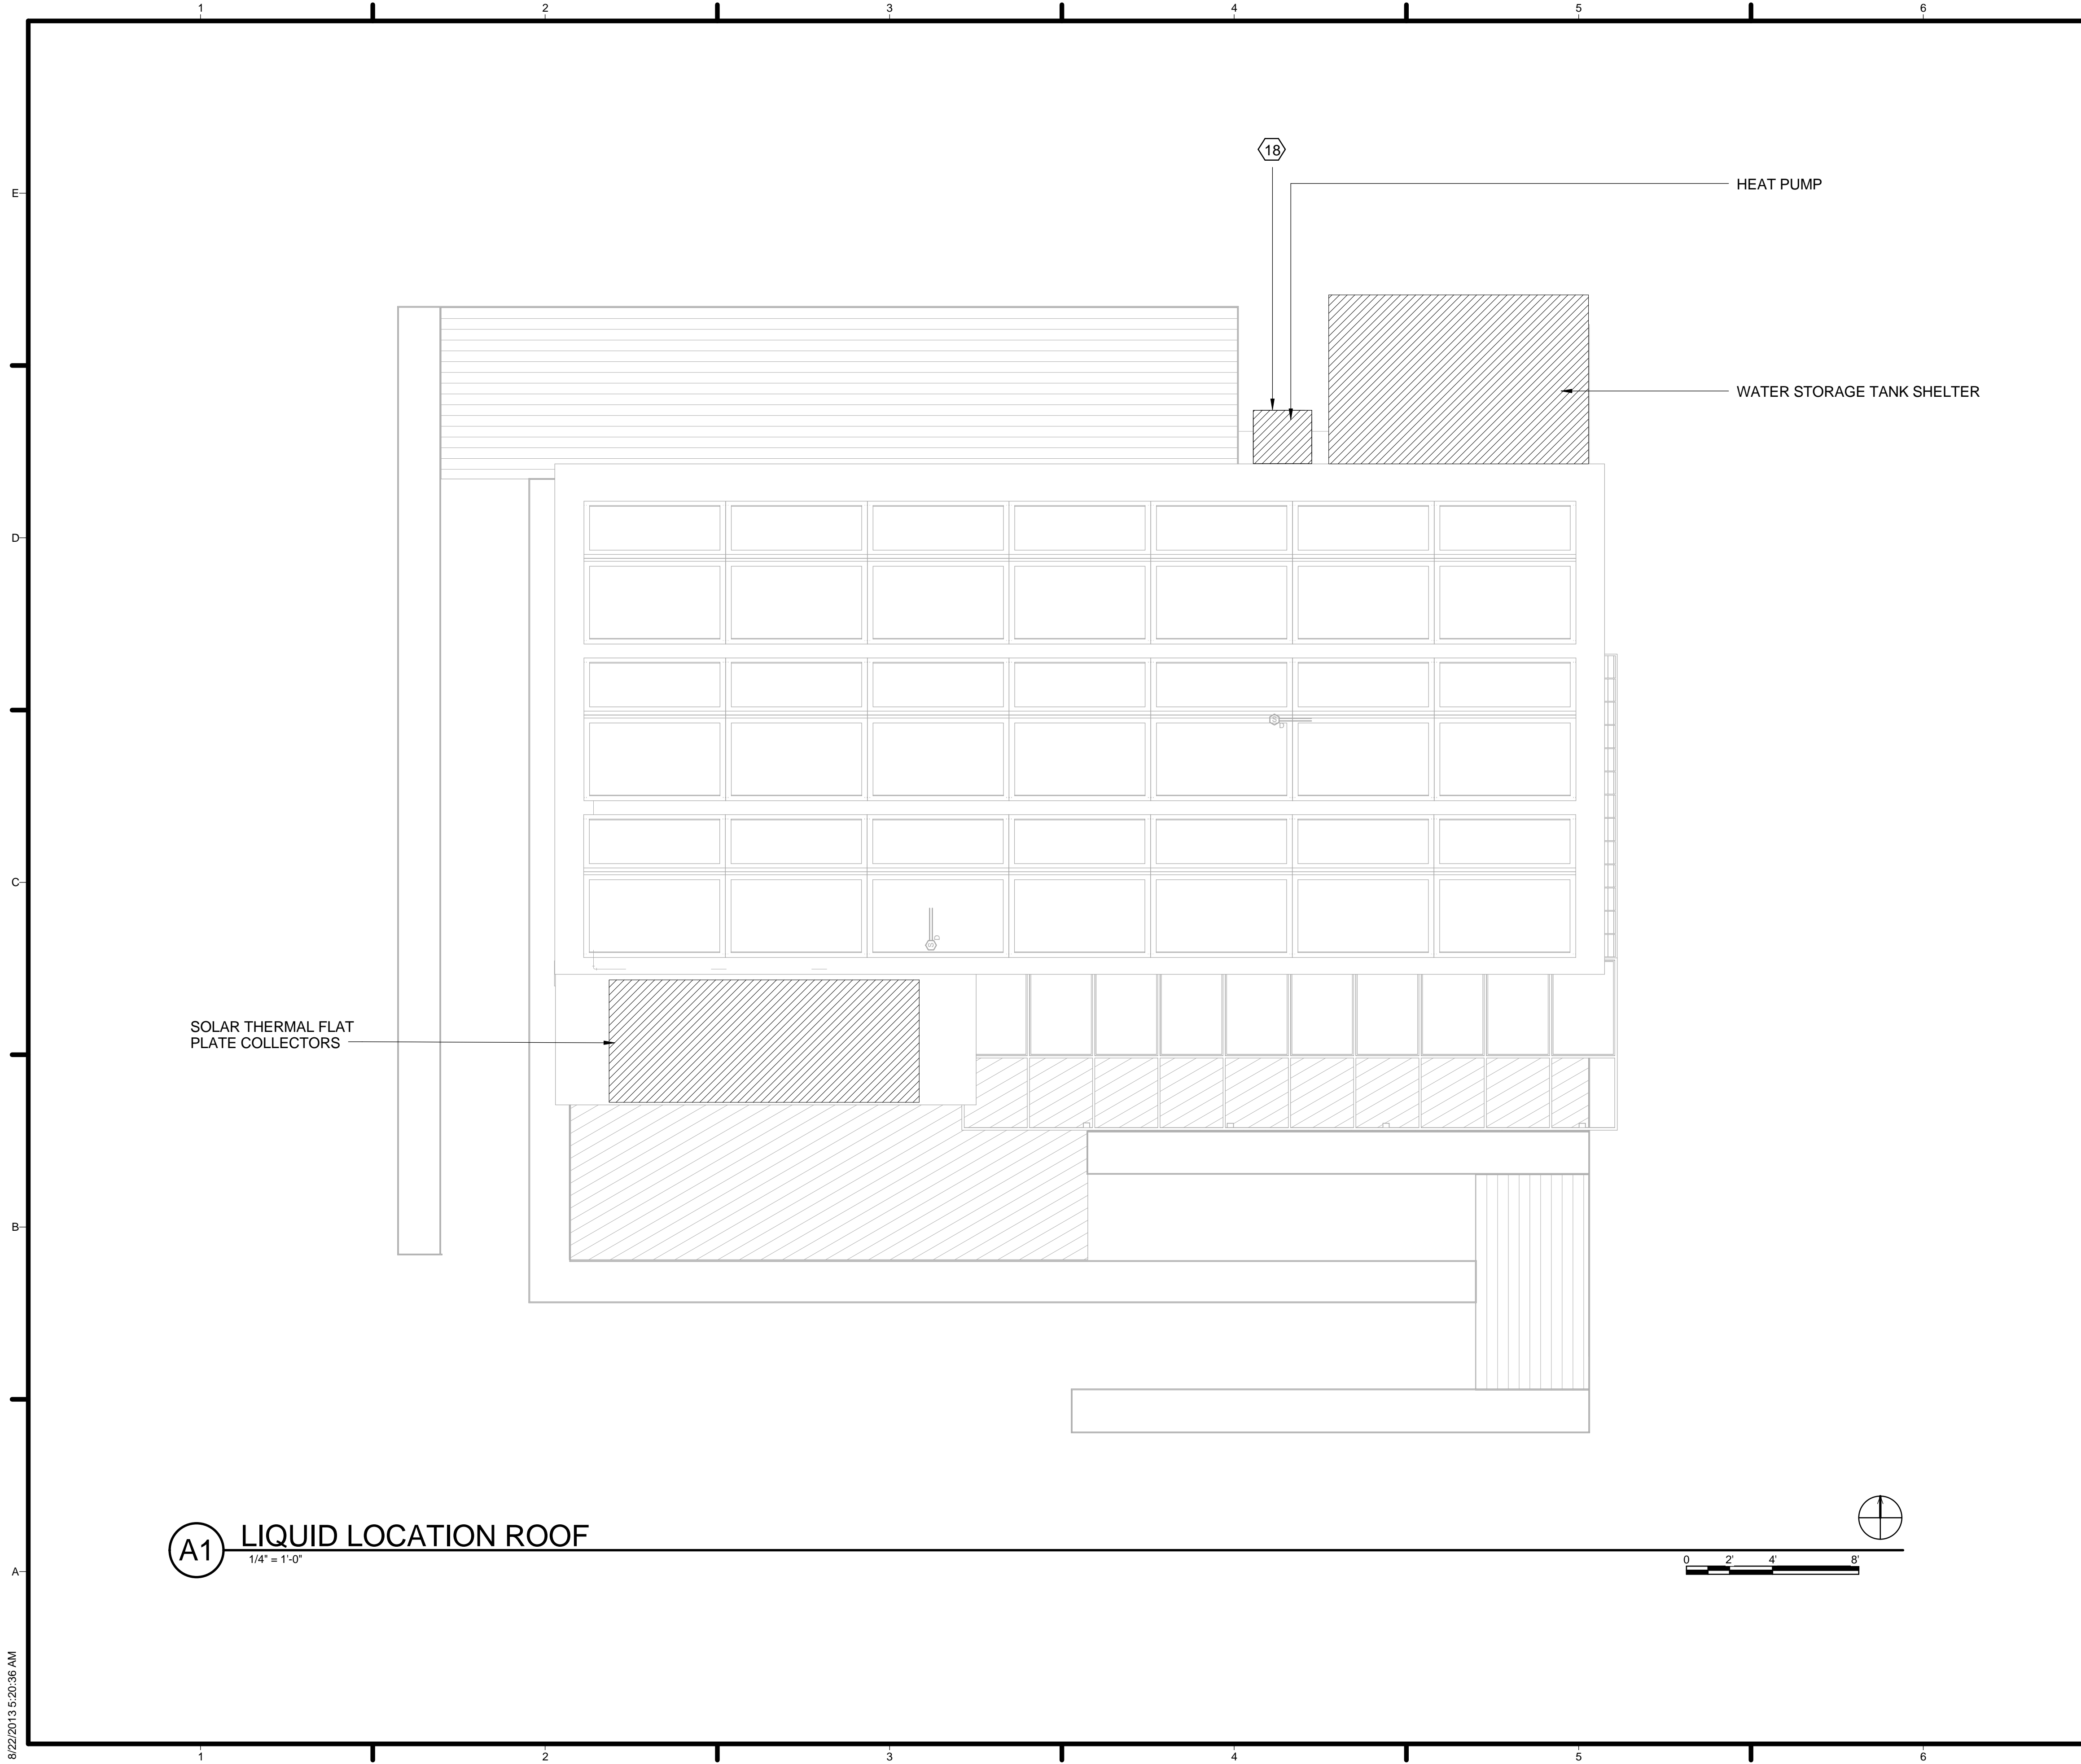 1 2 3 4 5 6
18
E
HEAT PUMP
WATER STORAGE TANK SHELTER
D
C
SOLAR THERMAL FLAT
PLATE COLLECTORS
B
A1 LIQUID LOCATION ROOF
1/4" = 1'-0"
0 2' 4' 8'
A
8/22/2013 5:20:36 AM
1 2 3 4 5 6